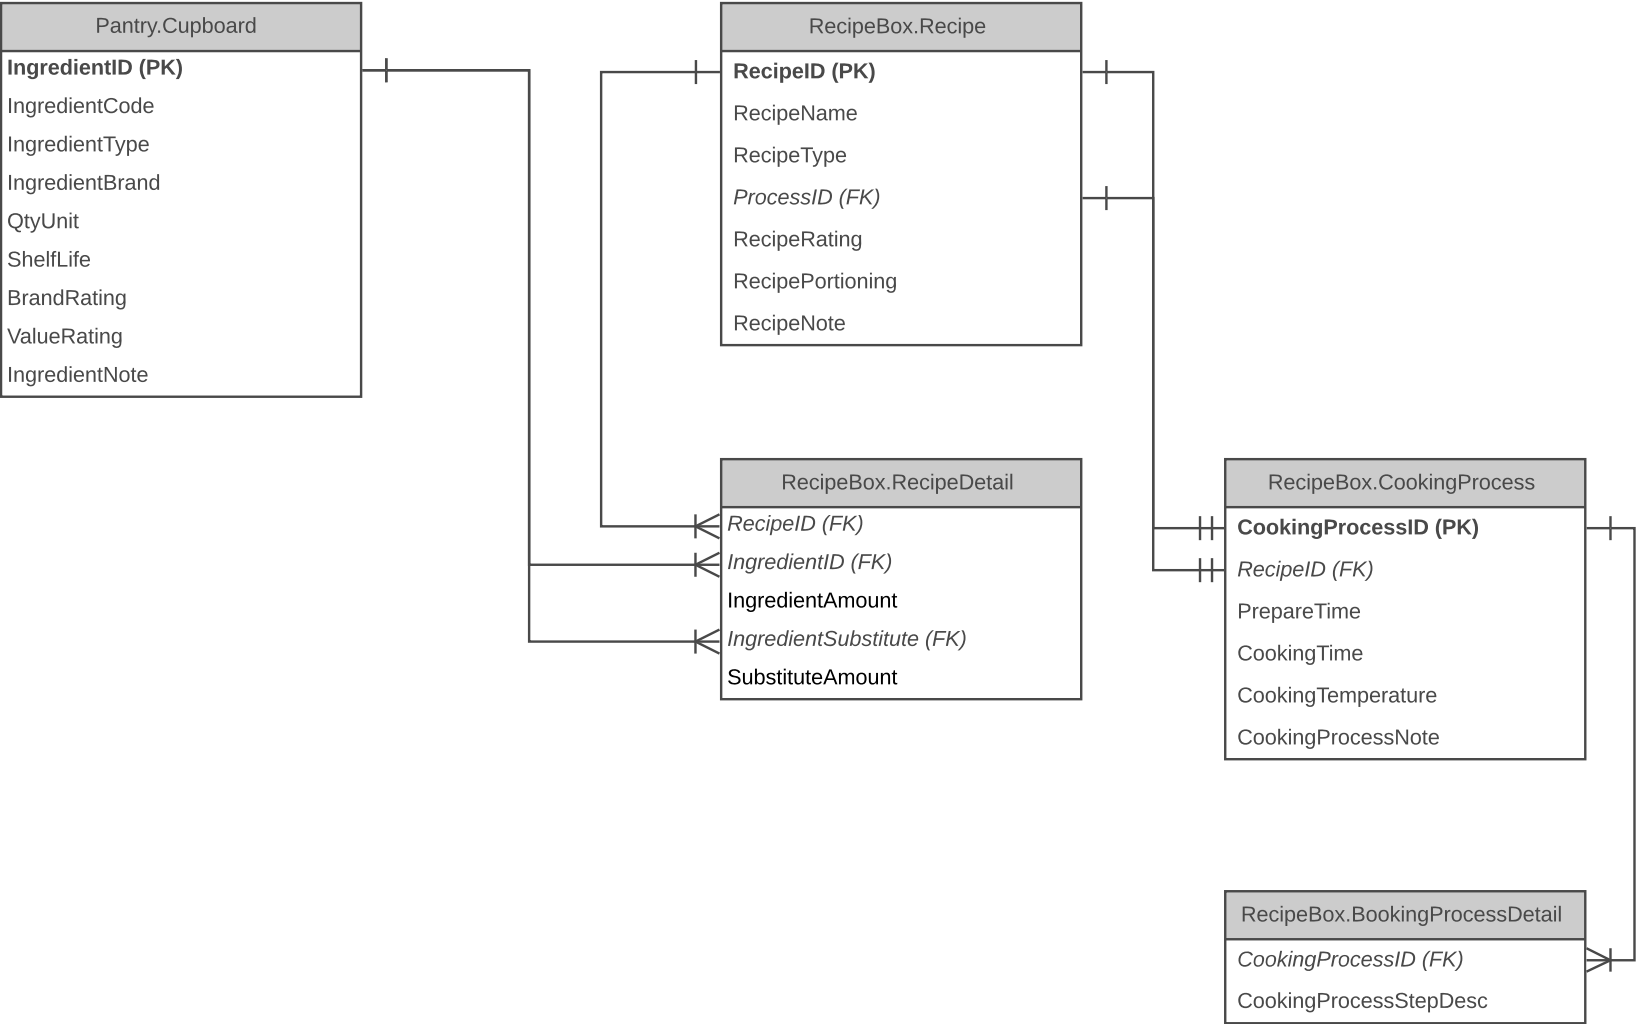 Pantry.Cupboard
IngredientID (PK)
IngredientCode
IngredientType
IngredientBrand
QtyUnit
ShelfLife
BrandRating
ValueRating
IngredientNote
RecipeBox.Recipe
RecipeID (PK)
RecipeName
RecipeType
ProcessID (FK)
RecipeRating
RecipePortioning
RecipeNote
RecipeBox.RecipeDetail
RecipeID (FK)
IngredientID (FK)
IngredientAmount
IngredientSubstitute (FK)
SubstituteAmount
RecipeBox.CookingProcess
CookingProcessID (PK)
RecipeID (FK)
PrepareTime
CookingTime
CookingTemperature
CookingProcessNote
RecipeBox.BookingProcessDetail
CookingProcessID (FK)
CookingProcessStepDesc